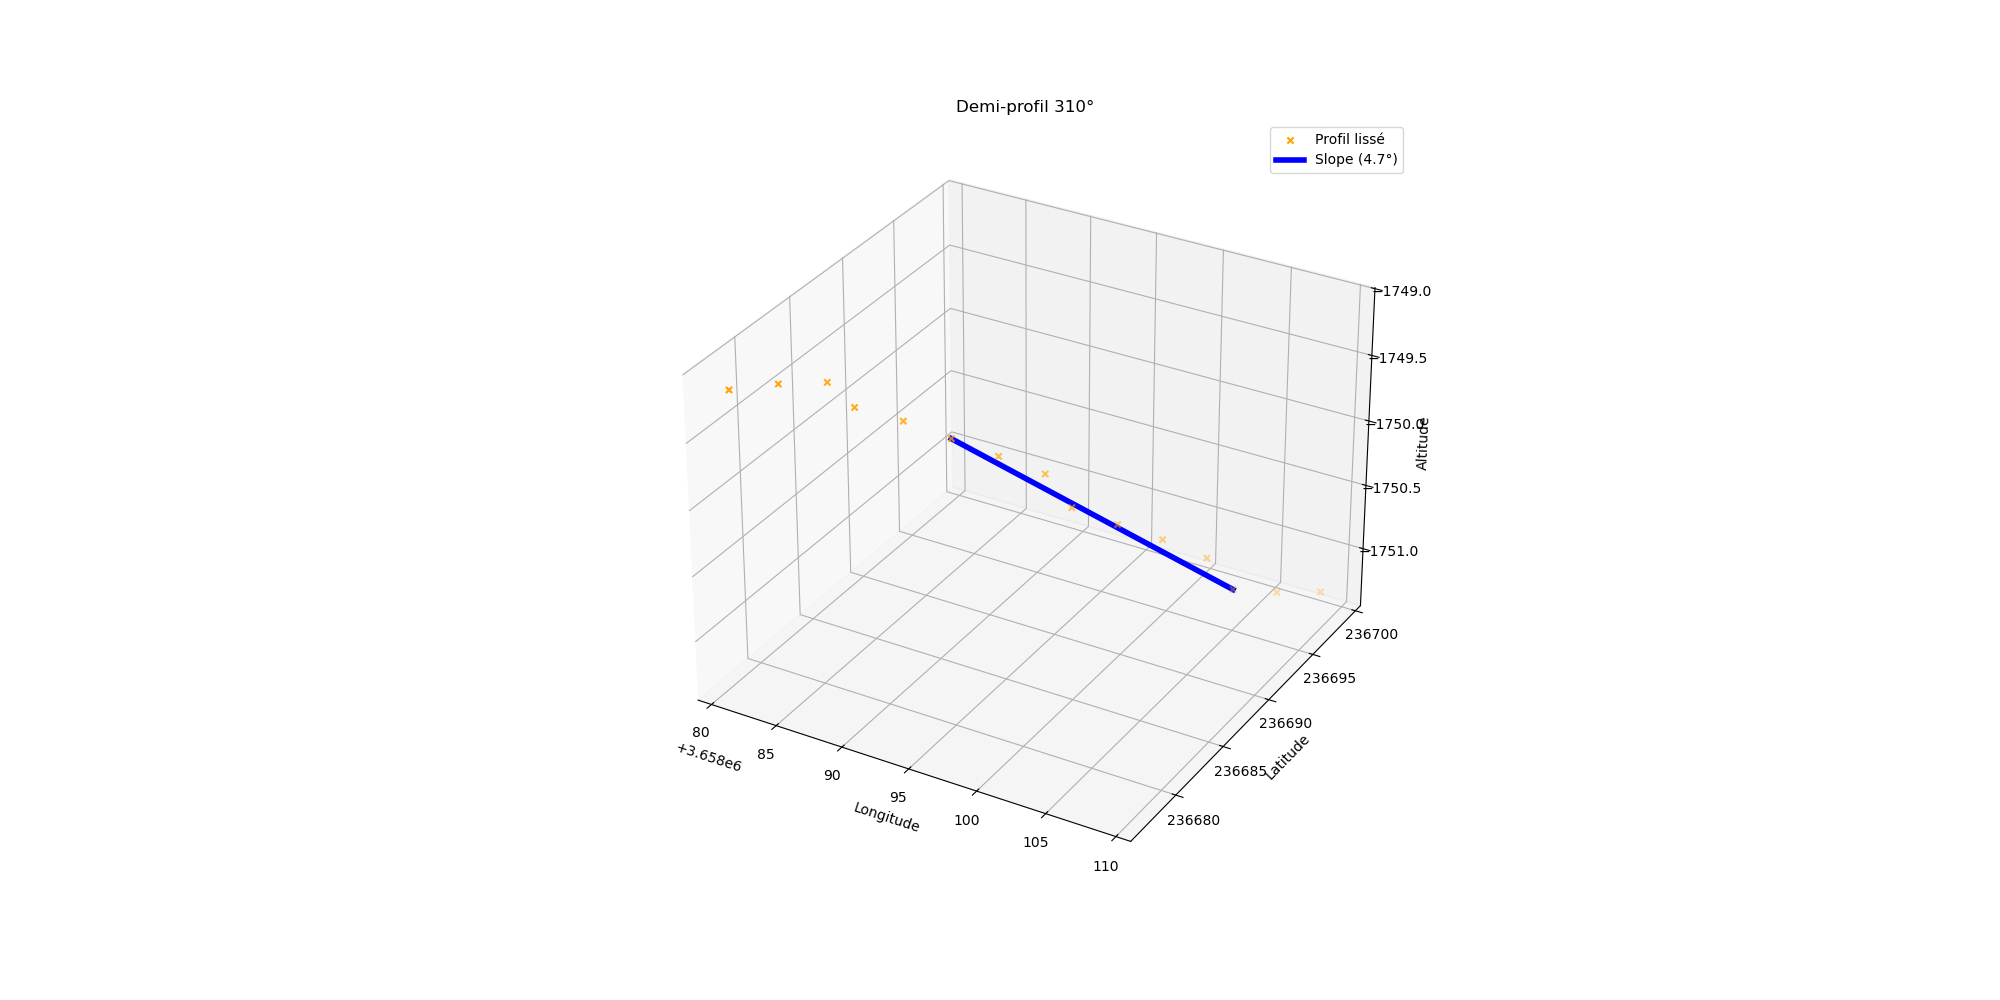 Demi-profil 310°
Profil lissé
Slope (4.7°)
−1749.0
−1749.5
−1750.0
−1750.5
−1751.0
Altitude
236700
236695
236690
236685
236680
Latitude
80
85
90
95
100
105
110
+3.658e6
Longitude